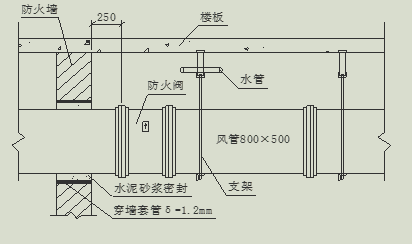 防火墙
250
楼板
水管
防火阀
风管800×500
水泥砂浆密封
支架
穿墙套管δ-1.2mm